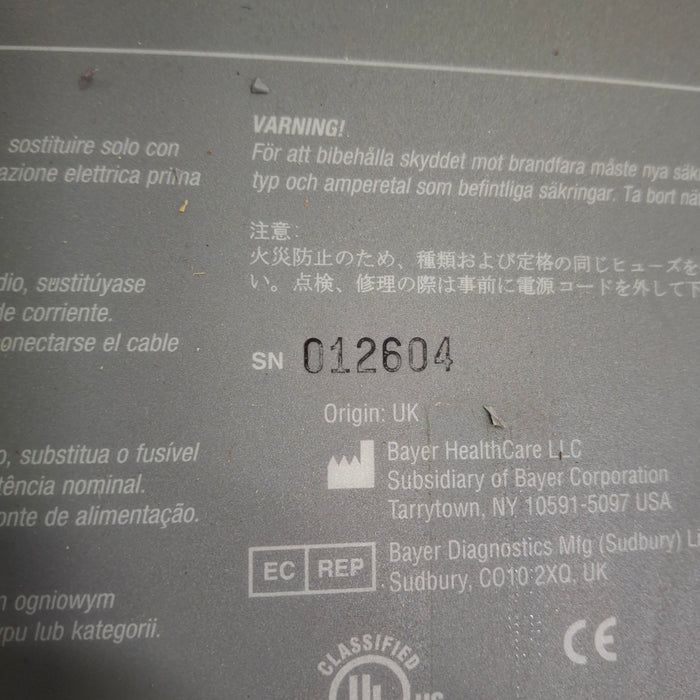 sostituire solo con
azione elettrica prima
dio, sustitúyase
de corriente.
onectarse el cable
o, substitua o fusível
tência nominal.
onte de alimentação.
n ogniowym
ypu lub kategorii.
VARNING!
För att bibehålla skyddet mot brandfara måste nya säk
typ och amperetal som befintliga säkringar. Ta bort nät
注意:
火災防止のため、種類および定格の同じヒューズを
い。点検、修理の際は事前に電源コードを外して下
SN 012604
Origin: UK
Bayer HealthCare LLC
Subsidiary of Bayer Corporation
Tarrytown, NY 10591-5097 USA
EC REP
Bayer Diagnostics Mfg (Sudbury) Li
Sudbury, CO10 2XQ, UK
CE
CLASSIFIED
UL US